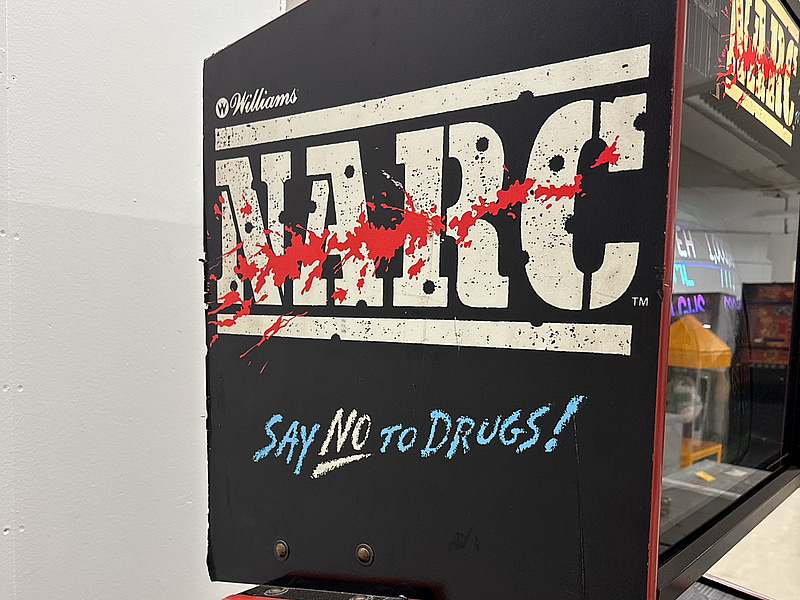 Williams
NARC
TM
SAY NO TO DRUGS!
NARC